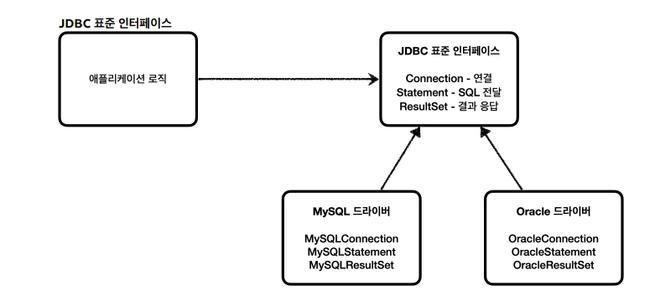 JDBC 표준 인터페이스
애플리케이션 로직
JDBC 표준 인터페이스
Connection - 연결
Statement - SQL 전달
ResultSet - 결과 응답
MySQL 드라이버
MySQLConnection
MySQLStatement
MySQLResultSet
Oracle 드라이버
OracleConnection
OracleStatement
OracleResultSet